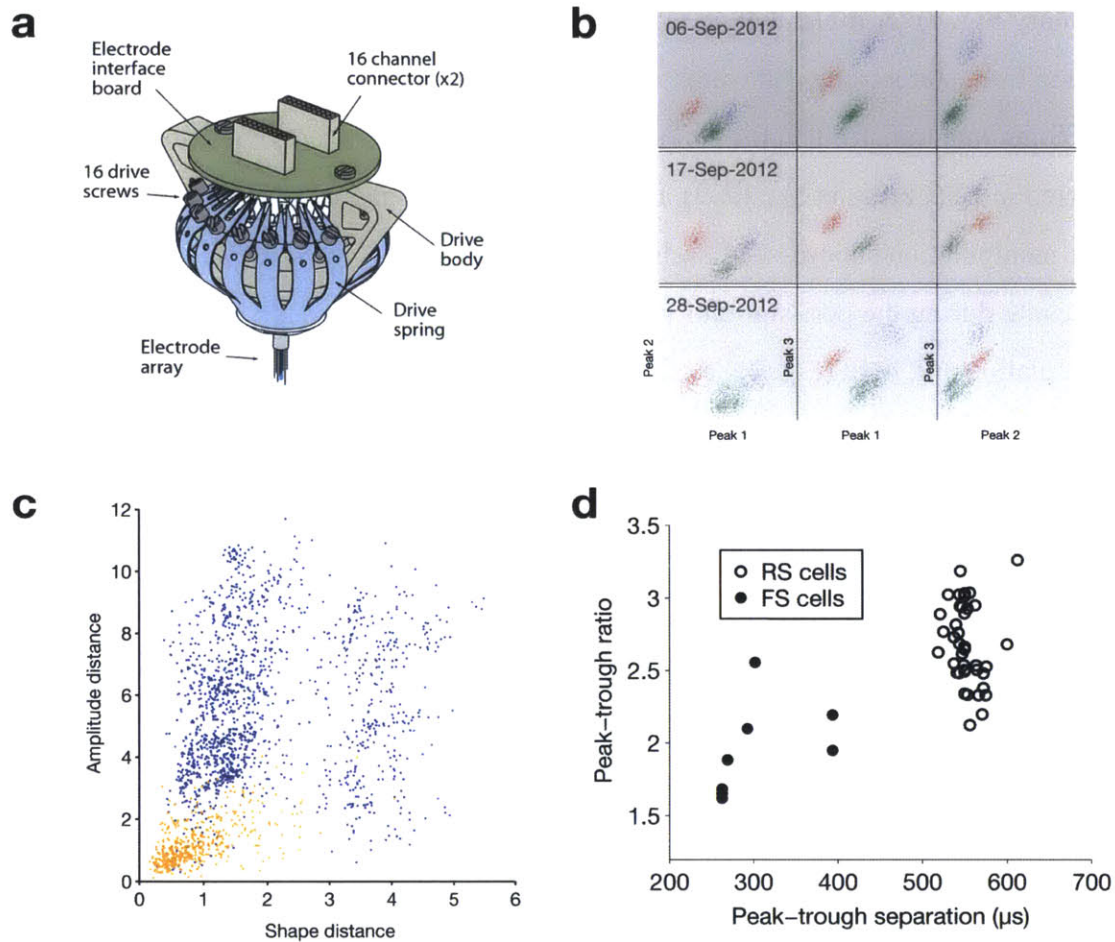 a
Electrode
interface
board
16 channel
connector (x2)
16 drive
screws
Drive
body
Drive
spring
Electrode
array
b
06-Sep-2012
17-Sep-2012
28-Sep-2012
Peak 2
Peak 3
Peak 3
Peak 1
Peak 1
Peak 2
c
12
10
8
6
4
2
0
Amplitude distance
0
1
2
3
4
5
6
Shape distance
d
3.5
3
2.5
2
1.5
Peak–trough ratio
RS cells
FS cells
200
300
400
500
600
700
Peak–trough separation (µs)